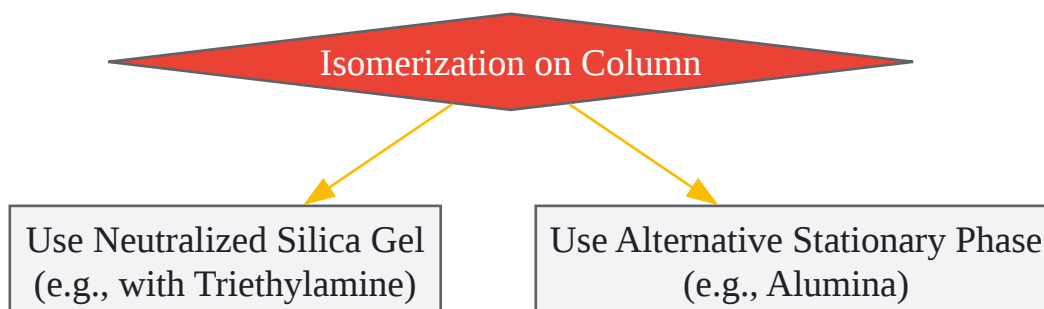 Isomerization on Column
Use Neutralized Silica Gel
(e.g., with Triethylamine)
Use Alternative Stationary Phase
(e.g., Alumina)